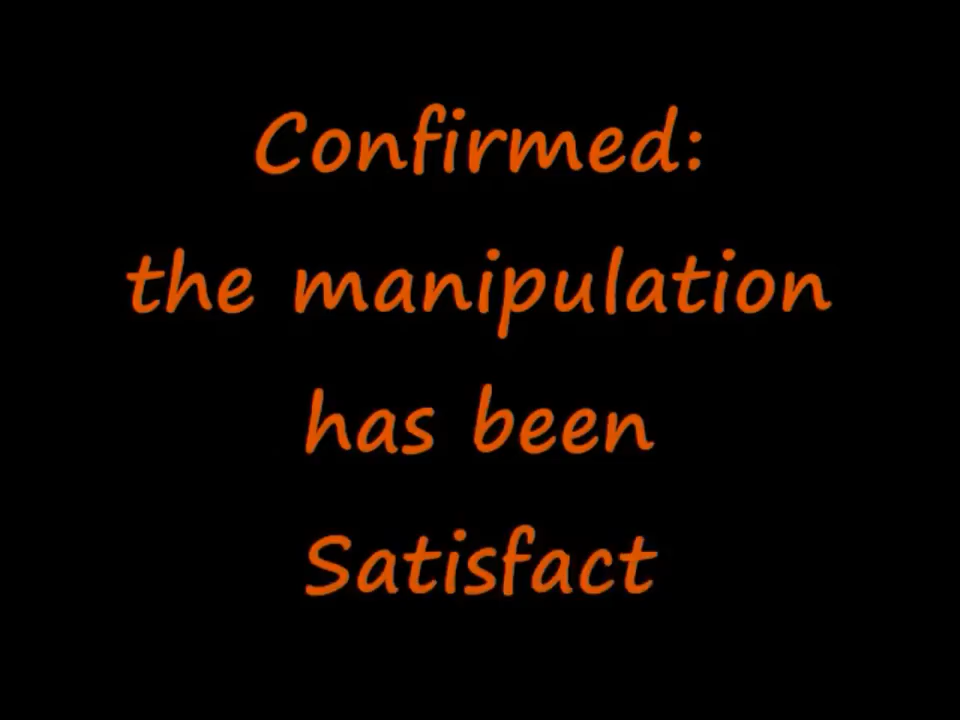 Confirmed:
the manipulation
has been
Satisfact